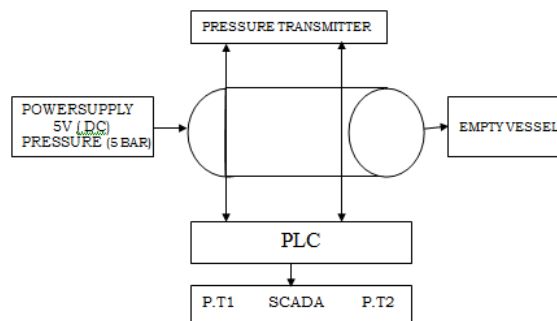 PRESSURE TRANSMITTER
POWERSUPPLY
5V ( DC)
PRESSURE (5 BAR)
EMPTY VESSEL
PLC
P.T1 SCADA P.T2